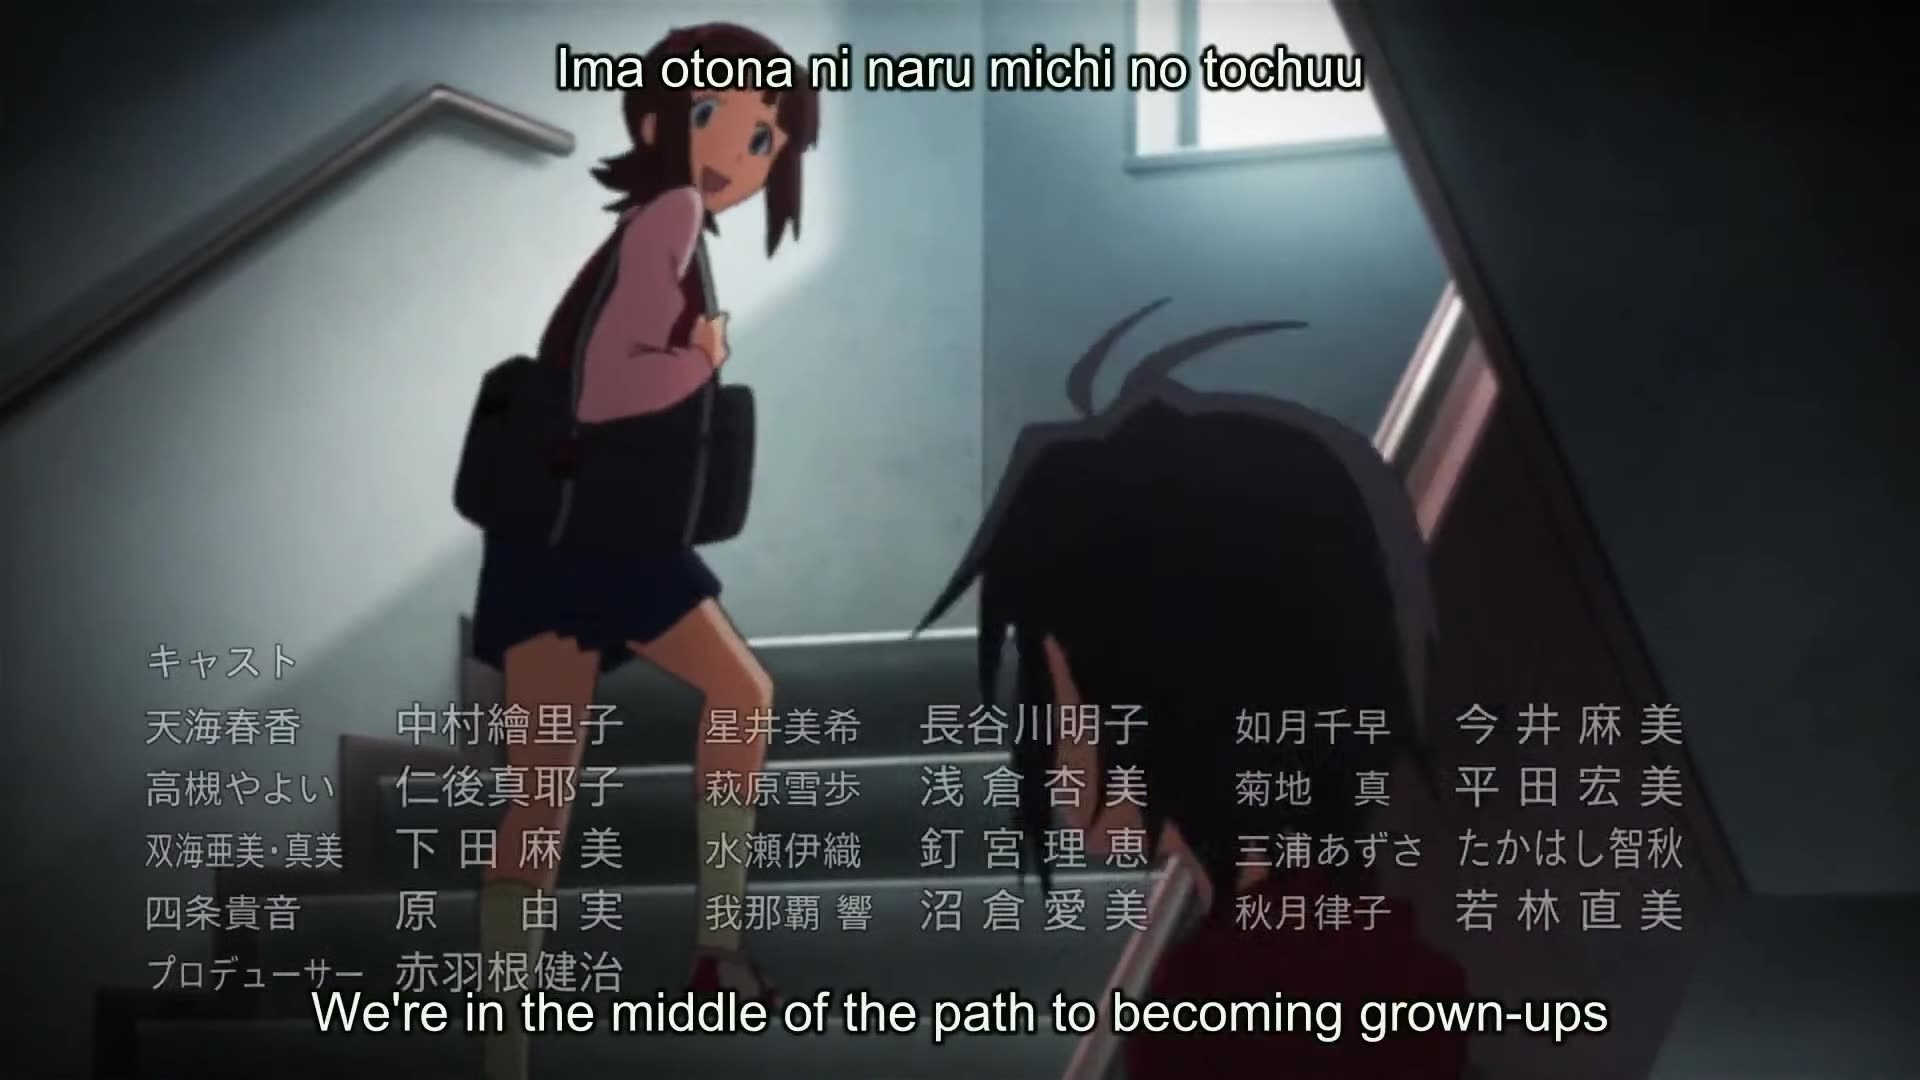 Ima otona ni naru michi no tochuu
キャスト
天海春香 中村繪里子 星井美希 長谷川明子 如月千早 今井麻美
高槻やよい 仁後真耶子 萩原雪歩 浅倉杏美 菊地 真 平田宏美
双海亜美・真美 下田麻美 水瀬伊織 釘宮理恵 三浦あずさ たかはし智秋
四条貴音 原 由実 我那覇 響 沼倉愛美 秋月律子 若林直美
プロデューサー 赤羽根健治
We're in the middle of the path to becoming grown-ups